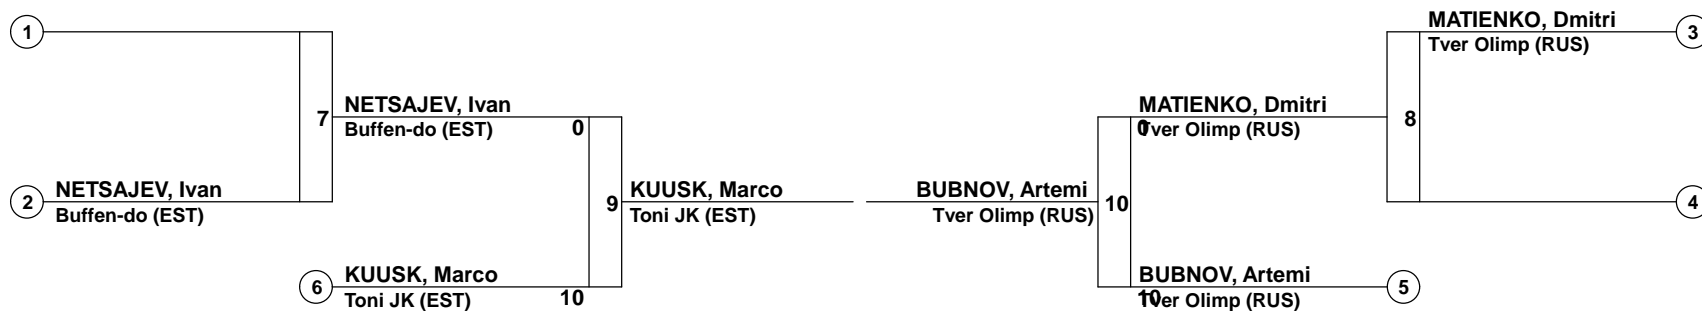 1
MATIENKO, Dmitri
3
Tver Olimp (RUS)
7
NETSAJEV, Ivan
Buffen-do (EST)
0
MATIENKO, Dmitri
0
Tver Olimp (RUS)
8
2
NETSAJEV, Ivan
Buffen-do (EST)
9
KUUSK, Marco
Toni JK (EST)
BUBNOV, Artemi
Tver Olimp (RUS)
10
4
6
KUUSK, Marco
Toni JK (EST)
10
BUBNOV, Artemi
10
Tver Olimp (RUS)
5